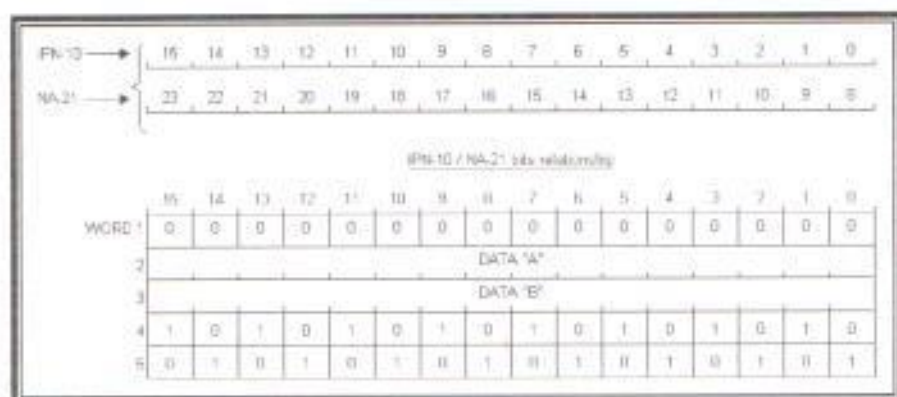 15 14 13 12 11 10 9 8 7 6 5 4 3 2 1 0
NA-21 23 22 21 20 19 18 17 16 15 14 13 12 11 10 9 8
IPN-10 / NA-21 bits relationship
15 14 13 12 11 10 9 8 7 6 5 4 3 2 1 0
WORD 1 0 0 0 0 0 0 0 0 0 0 0 0 0 0 0 0
2 DATA "A"
3 DATA "B"
4 1 0 1 0 1 0 1 0 1 0 1 0 1 0 1 0
5 0 1 0 1 0 1 0 1 0 1 0 1 0 1 0 1